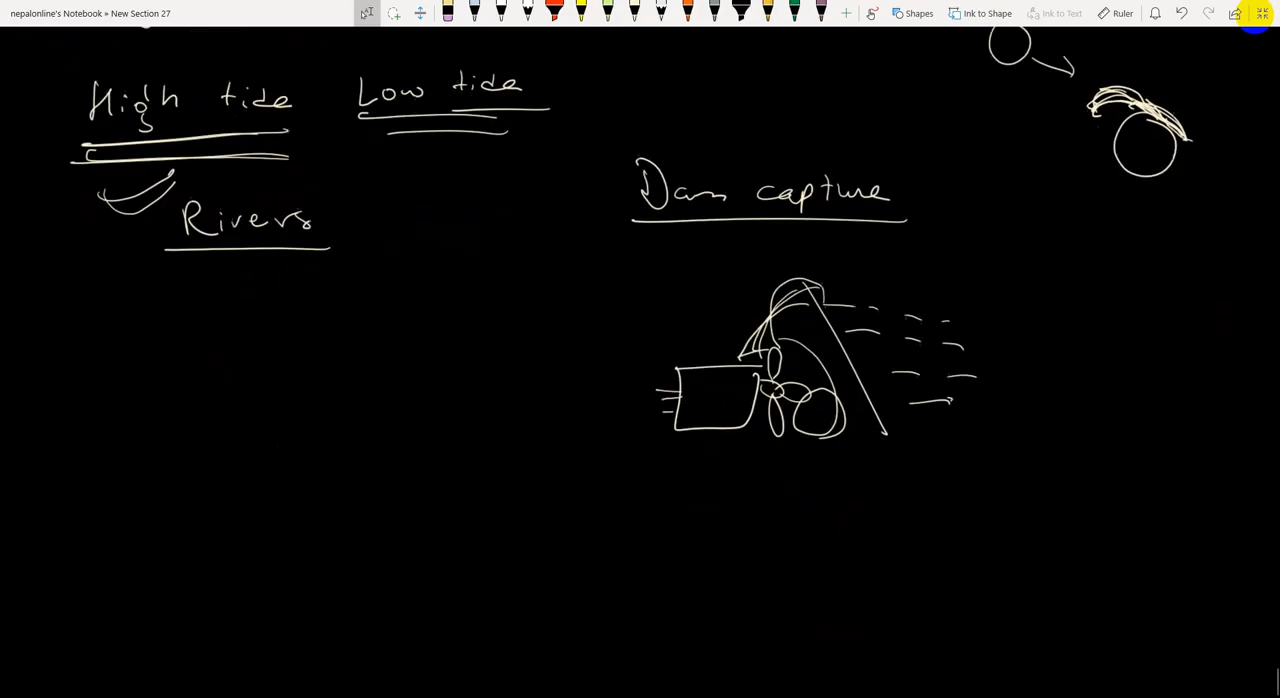 nepalonline's Notebook » New Section 27
Shapes Ink to Shape Ink to Text Ruler
High tide Low tide
Rivers
Dam capture